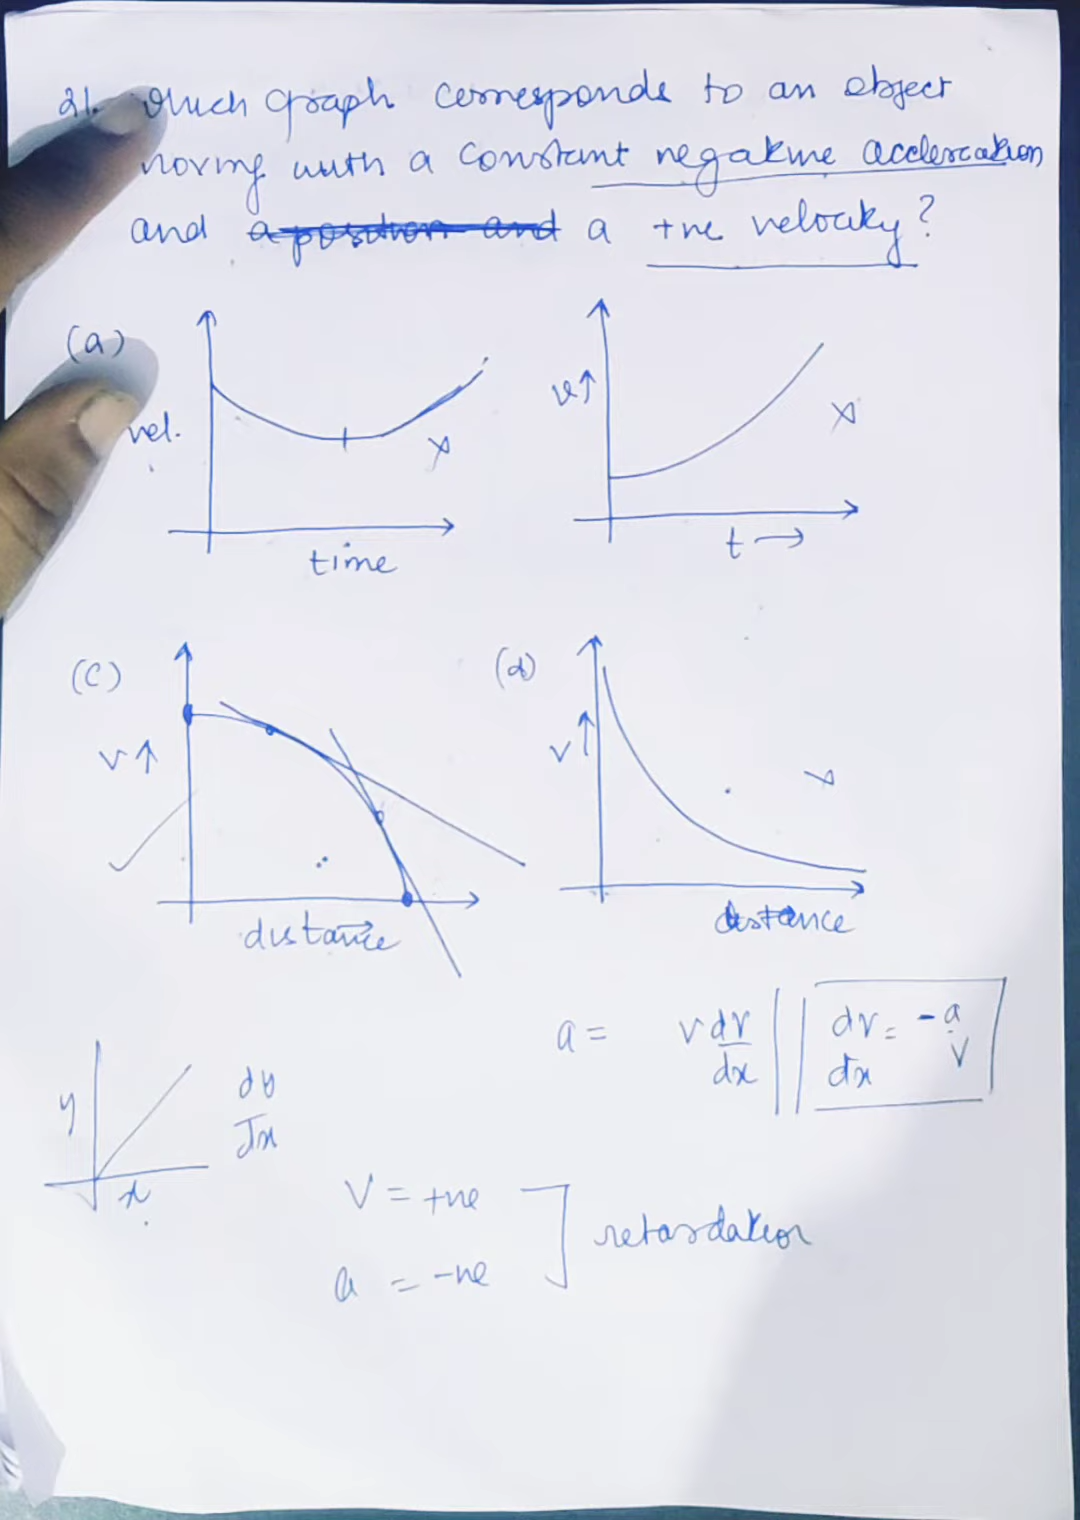 21. Which graph corresponds to an object
moving with a constant negative acceleration
and a position and a +ve velocity?
(a)
vel.
time
v↑
t→
(c)
v↑
distance
(d)
v↑
distance
a = v dv/dx
dv/dx = -a/v
y
x
dy/dx
v = +ve
a = -ve
retardation